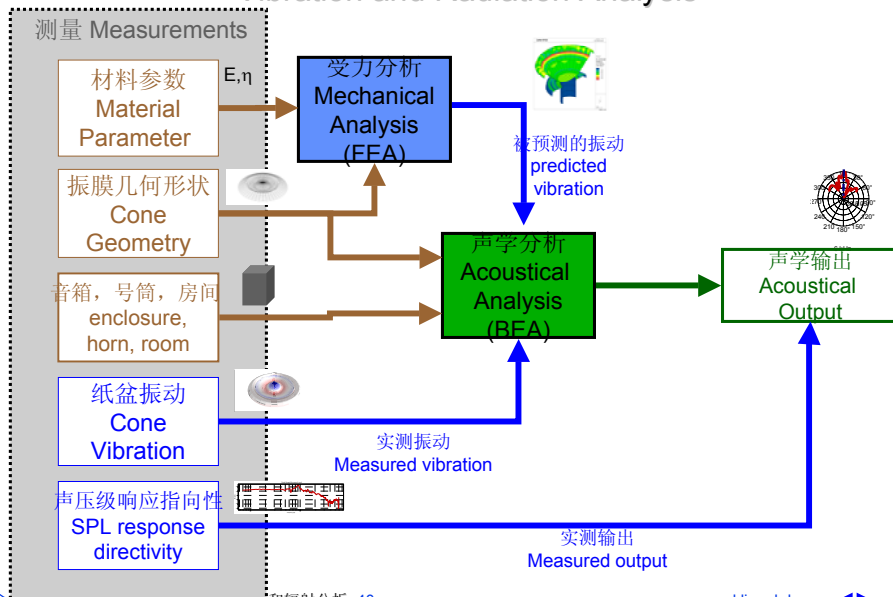 Vibration and Radiation Analysis
测量 Measurements
材料参数
Material
Parameter
E,η
受力分析
Mechanical
Analysis
(FEA)
被预测的振动
predicted
vibration
振膜几何形状
Cone
Geometry
音箱，号筒，房间
enclosure,
horn, room
声学分析
Acoustical
Analysis
(BEA)
声学输出
Acoustical
Output
纸盆振动
Cone
Vibration
实测振动
Measured vibration
声压级响应指向性
SPL response
directivity
实测输出
Measured output